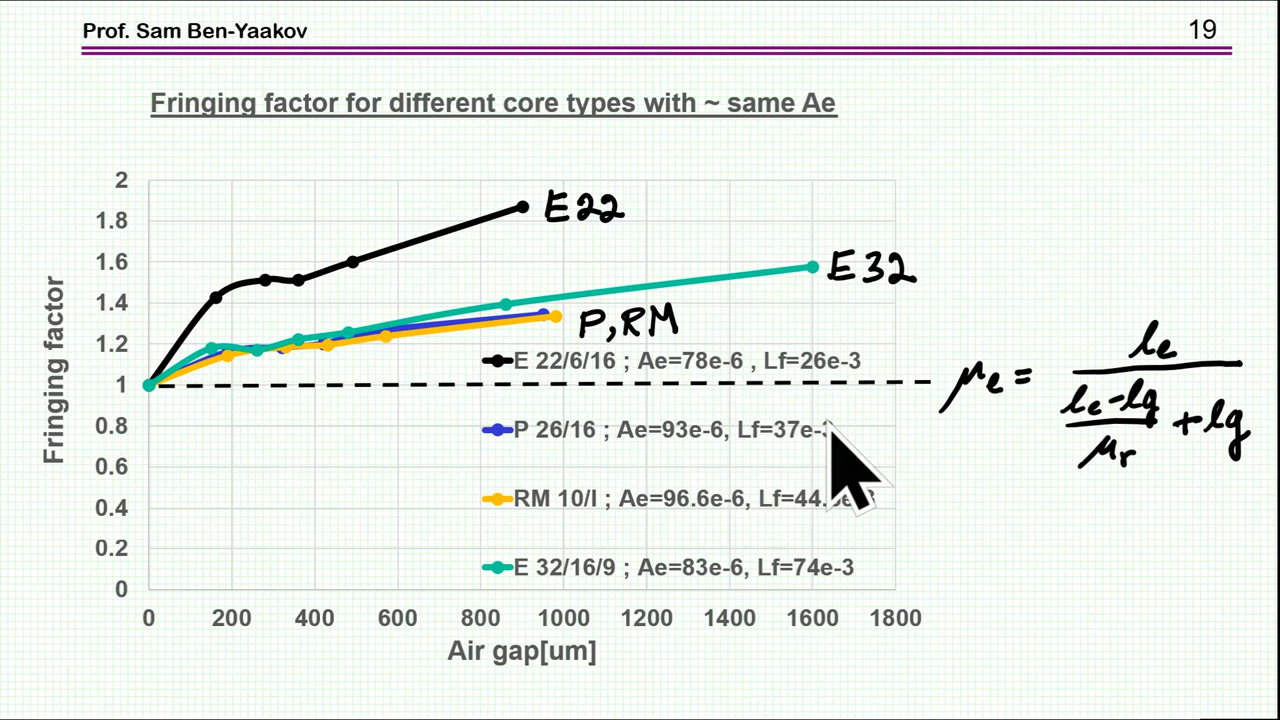 Prof. Sam Ben-Yaakov
19
Fringing factor for different core types with ~ same Ae
Fringing factor
2
1.8
1.6
1.4
1.2
1
0.8
0.6
0.4
0.2
0
E22
E32
P,RM
E 22/6/16 ; Ae=78e-6 , Lf=26e-3
P 26/16 ; Ae=93e-6, Lf=37e-3
RM 10/I ; Ae=96.6e-6, Lf=44.
E 32/16/9 ; Ae=83e-6, Lf=74e-3
μe = le
le-lg
μr
+lg
0 200 400 600 800 1000 1200 1400 1600 1800
Air gap[um]